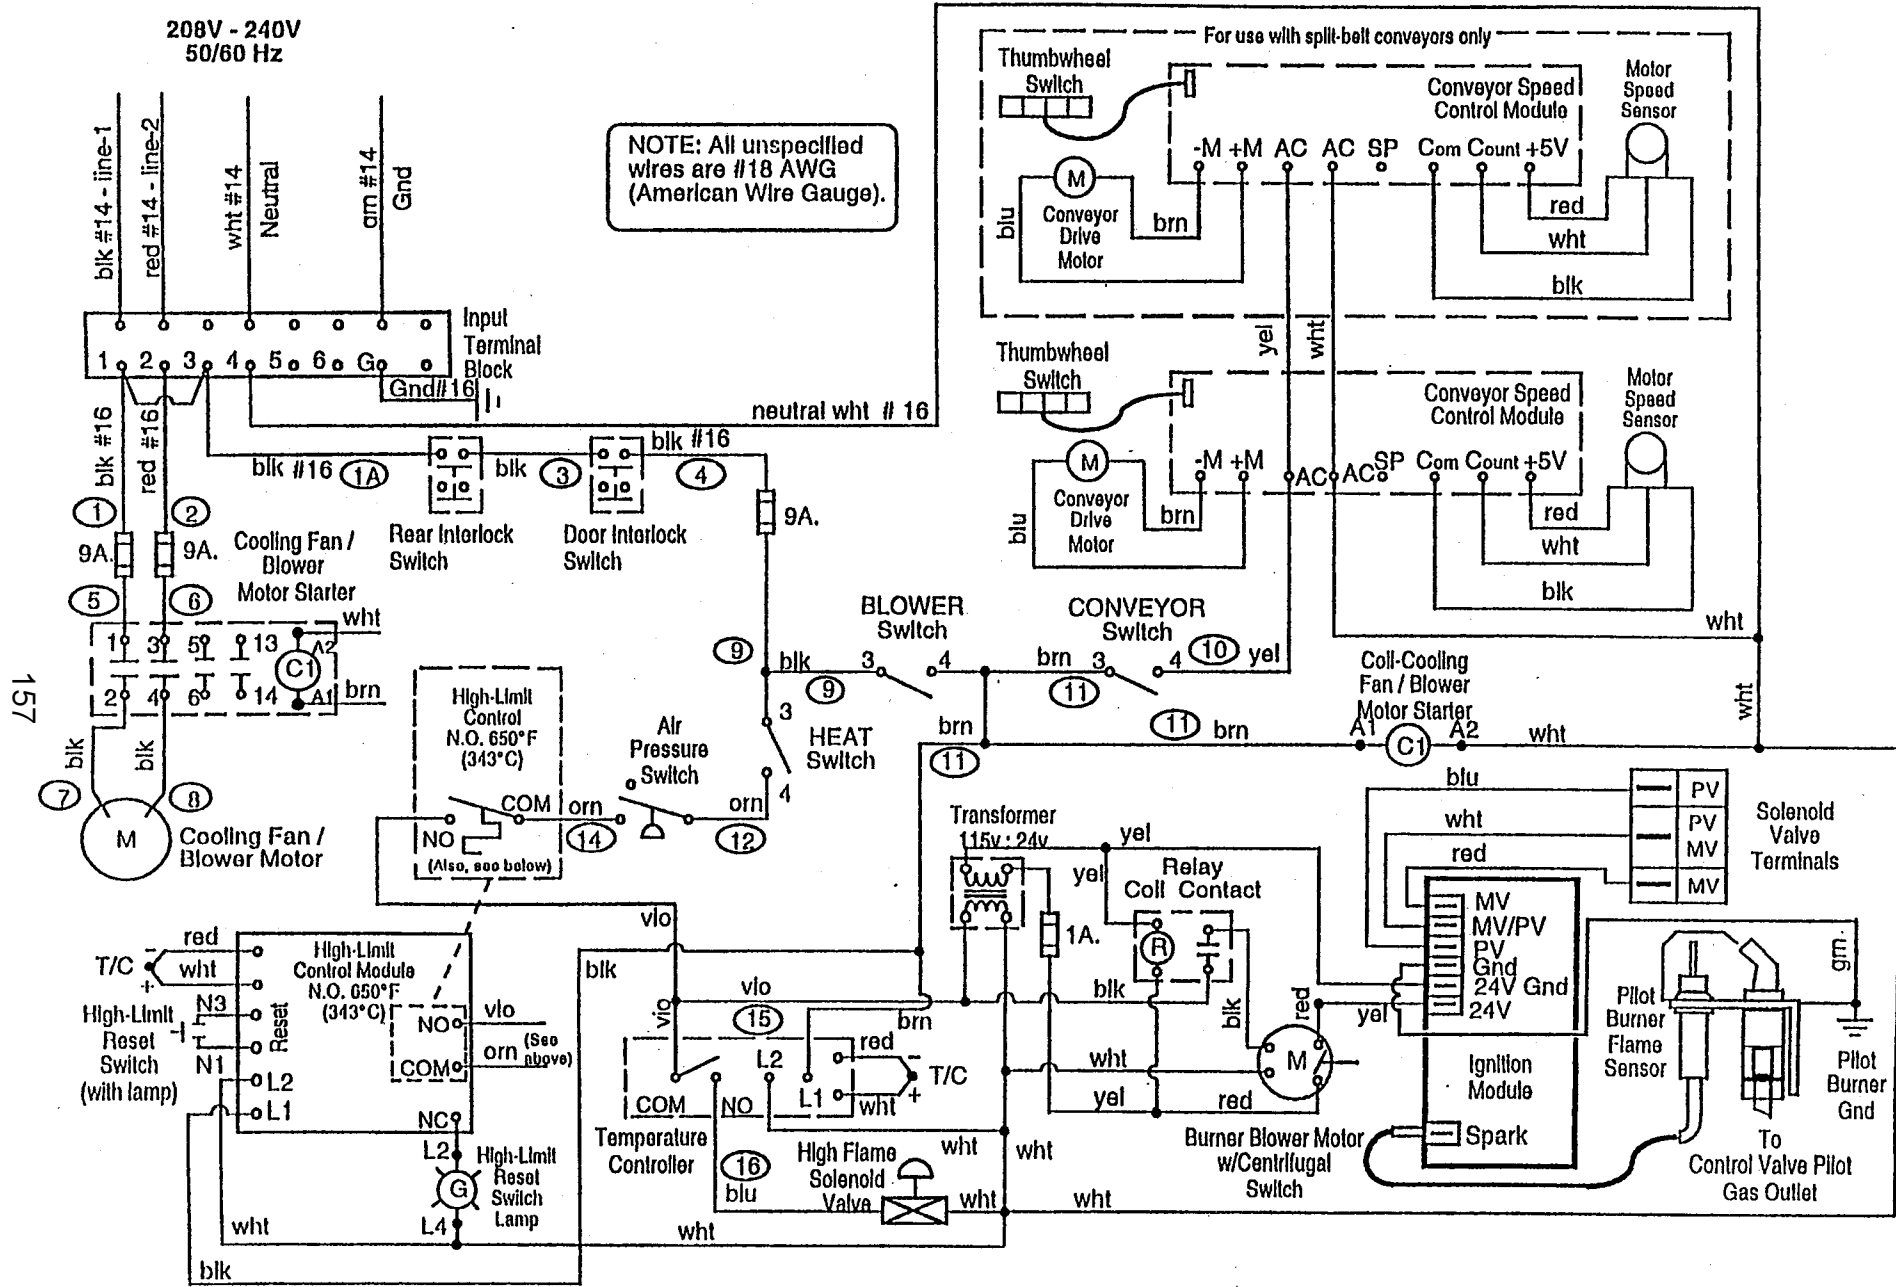 208V - 240V
50/60 Hz
blk #14 - line-1
red #14 - line-2
wht #14
Neutral
grn #14
Gnd
NOTE: All unspecified
wires are #18 AWG
(American Wire Gauge).
For use with split-belt conveyors only
Thumbwheel
Switch
Conveyor Speed
Control Module
Motor
Speed
Sensor
-M +M AC AC SP Com Count +5V
M
Conveyor
Drive
Motor
blu
brn
red
wht
blk
Input
Terminal
Block
1 2 3 4 5 6 G
Gnd#16
neutral wht # 16
yel
wht
Thumbwheel
Switch
Conveyor Speed
Control Module
Motor
Speed
Sensor
-M +M AC AC SP Com Count +5V
M
Conveyor
Drive
Motor
blu
brn
red
wht
blk
blk #16
red #16
blk #16
1A
blk
3
blk #16
4
Rear Interlock
Switch
Door Interlock
Switch
9A.
1
2
9A.
9A.
5
6
Cooling Fan /
Blower
Motor Starter
1 3 5 13
2 4 6 14
C1
A2
A1
wht
brn
blk
blk
7
8
M
Cooling Fan /
Blower Motor
157
High-Limit
Control
N.O. 650°F
(343°C)
COM
NO
(Also, see below)
Air
Pressure
Switch
orn
14
orn
12
9
blk
9
3
4
HEAT
Switch
BLOWER
Switch
3
4
CONVEYOR
Switch
brn
11
3
4
10
yel
11
brn
11
brn
wht
wht
Coil-Cooling
Fan / Blower
Motor Starter
A1
C1
A2
wht
Transformer
115v : 24v
yel
yel
Relay
Coil Contact
R
1A.
blu
wht
red
PV
PV
MV
MV
Solenoid
Valve
Terminals
MV
MV/PV
PV
Gnd
24V Gnd
24V
Ignition
Module
Spark
yel
grn
Pilot
Burner
Flame
Sensor
Pilot
Burner
Gnd
To
Control Valve Pilot
Gas Outlet
T/C
-
+
red
wht
High-Limit
Control Module
N.O. 650°F
(343°C)
N3
N1
Reset
High-Limit
Reset
Switch
(with lamp)
L2
L1
NO
COM
NC
vio
orn
(See
above)
L2
G
L4
High-Limit
Reset
Switch
Lamp
wht
blk
vio
blk
vio
vio
15
blk
brn
L2
L1
COM
NO
red
wht
-
+
T/C
Temperature
Controller
16
blu
High Flame
Solenoid
Valve
wht
wht
wht
wht
wht
wht
yel
red
blk
red
M
Burner Blower Motor
w/Centrifugal
Switch